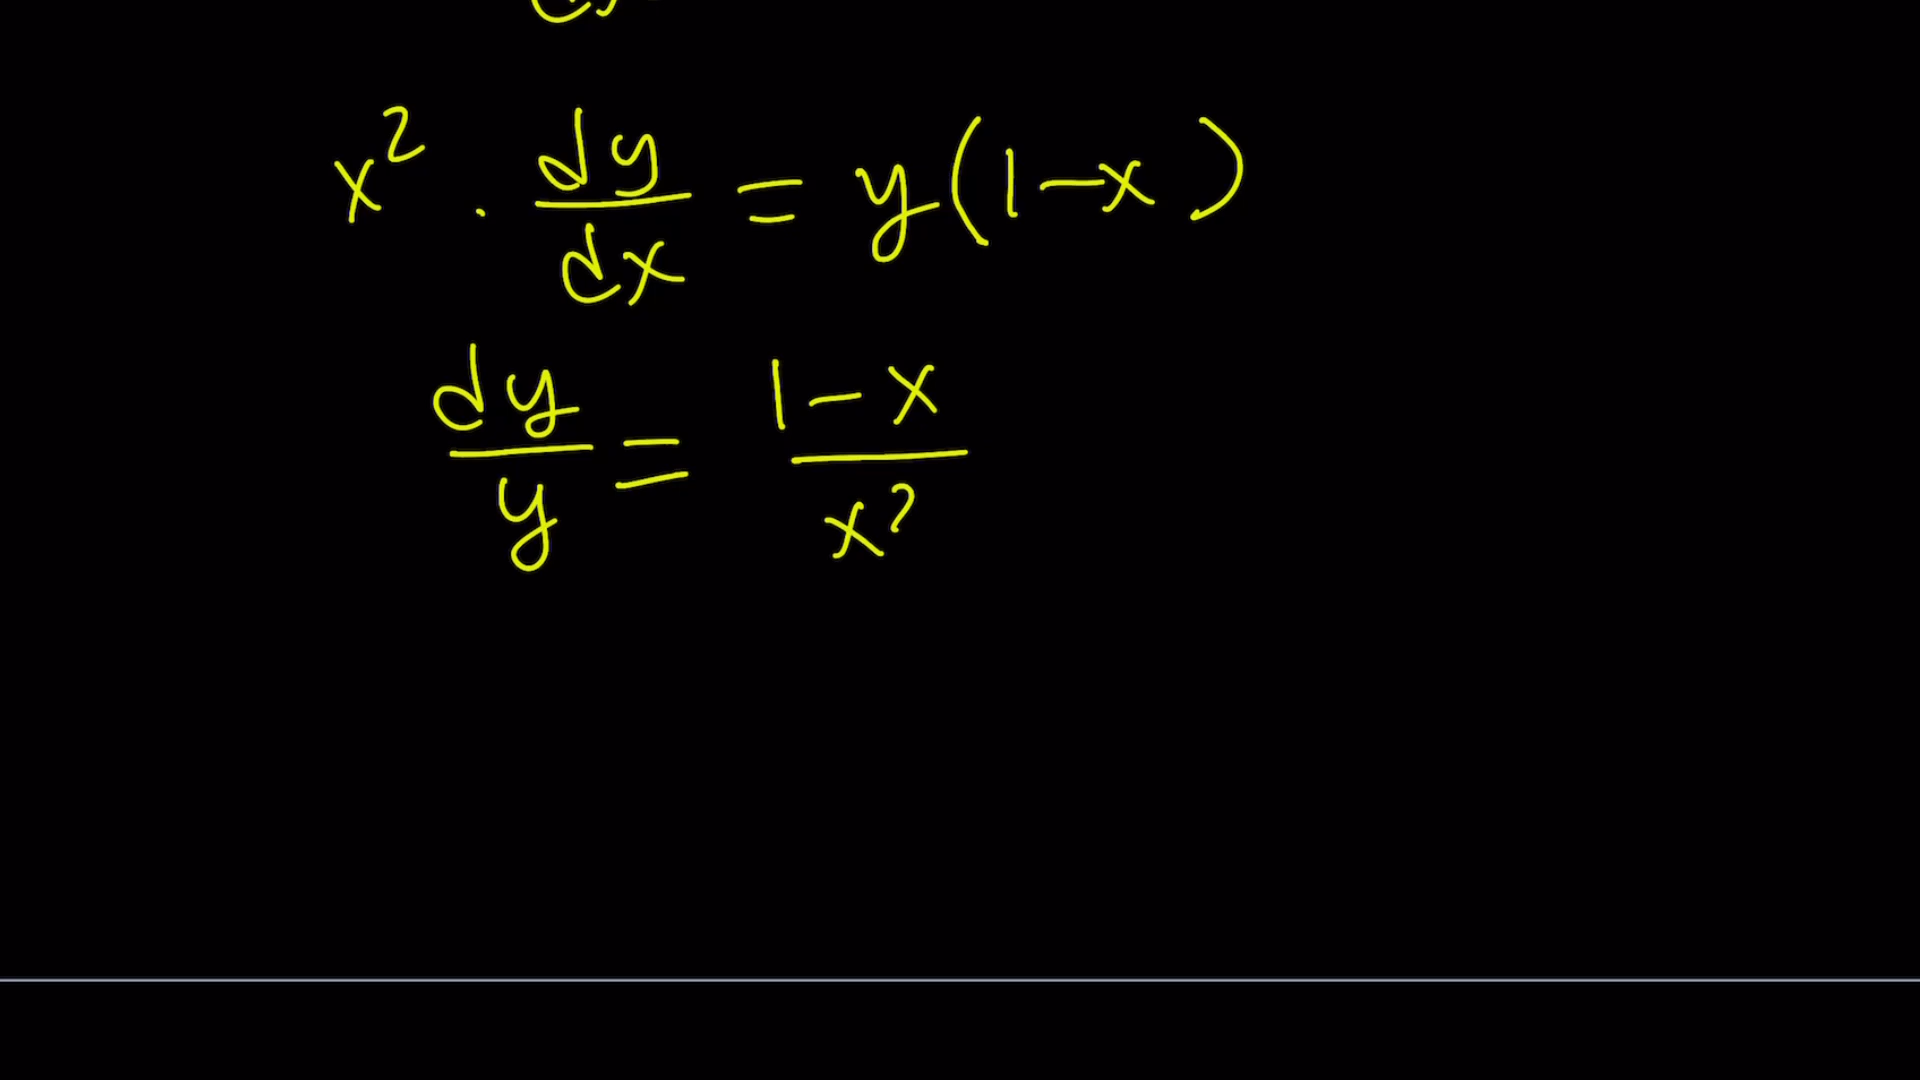 x² · dy/dx = y(1-x)
dy/y = 1-x/x²